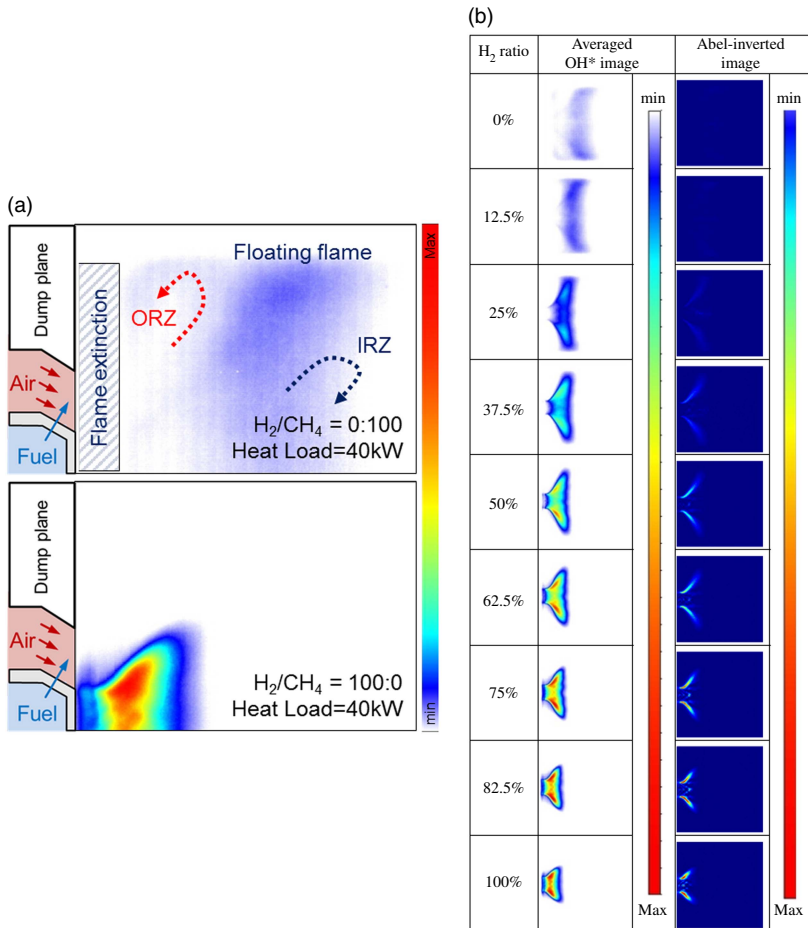 (a)
Dump plane
Flame extinction
Air
Fuel
ORZ
Floating flame
IRZ
H₂/CH₄ = 0:100
Heat Load=40kW
Max
Dump plane
Air
Fuel
H₂/CH₄ = 100:0
Heat Load=40kW
min
(b)
H₂ ratio
Averaged
OH* image
Abel-inverted
image
min
min
0%
12.5%
25%
37.5%
50%
62.5%
75%
82.5%
100%
Max
Max